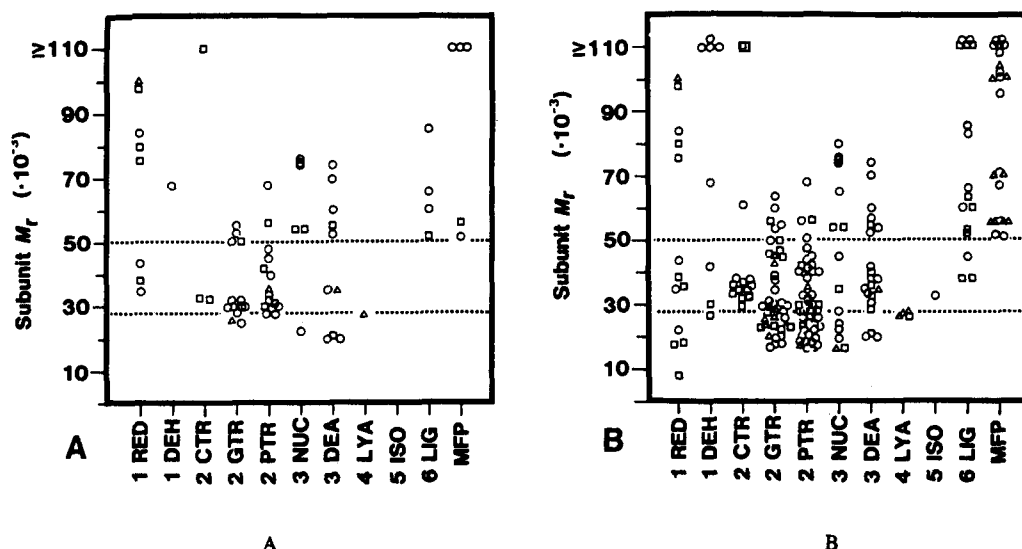 ≥110
90
70
50
30
10
Subunit Mr (·10⁻³)
A
1 RED
1 DEH
2 CTR
2 GTR
2 PTR
3 NUC
3 DEA
4 LYA
5 ISO
6 LIG
MFP
A
≥110
90
70
50
30
10
Subunit Mr (·10⁻³)
B
1 RED
1 DEH
2 CTR
2 GTR
2 PTR
3 NUC
3 DEA
4 LYA
5 ISO
6 LIG
MFP
B